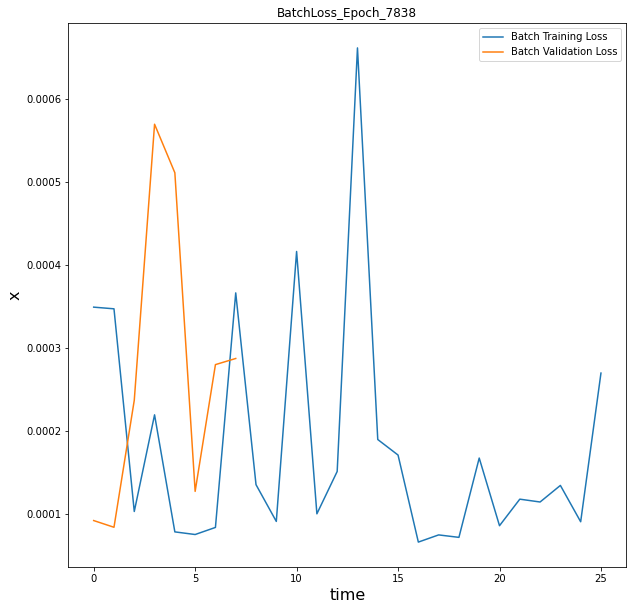 BatchLoss_Epoch_7838
Batch Training Loss
Batch Validation Loss
0.0006
0.0005
0.0004
0.0003
0.0002
0.0001
x
0 5 10 15 20 25
time